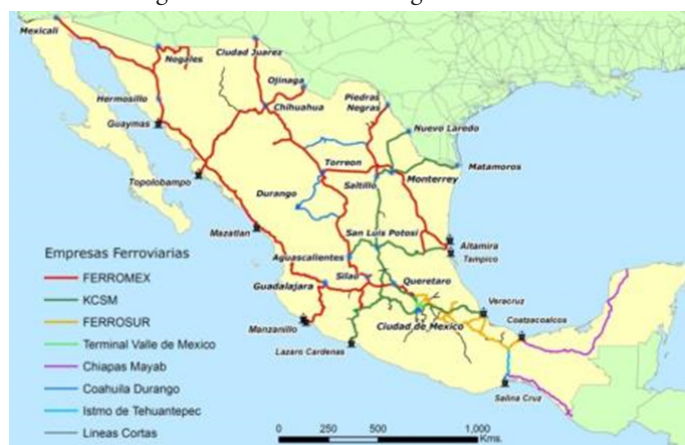 Mexicali
Nogales
Ciudad Juarez
Ojinaga
Hermosillo
Chihuahua
Piedras
Negras
Guaymas
Nuevo Laredo
Topolobampo
Torreon
Matamoros
Saltillo
Monterrey
Durango
Mazatlan
San Luis Potosi
Altamira
Tampico
Aguascalientes
Empresas Ferroviarias
FERROMEX
KCSM
FERROSUR
Terminal Valle de Mexico
Chiapas Mayab
Coahuila Durango
Istmo de Tehuantepec
Lineas Cortas
Silao
Queretaro
Guadalajara
Veracruz
Coatzacoalcos
Manzanillo
Ciudad de Mexico
Lazaro Cardenas
Salina Cruz
0 250 500 1,000
Kms.